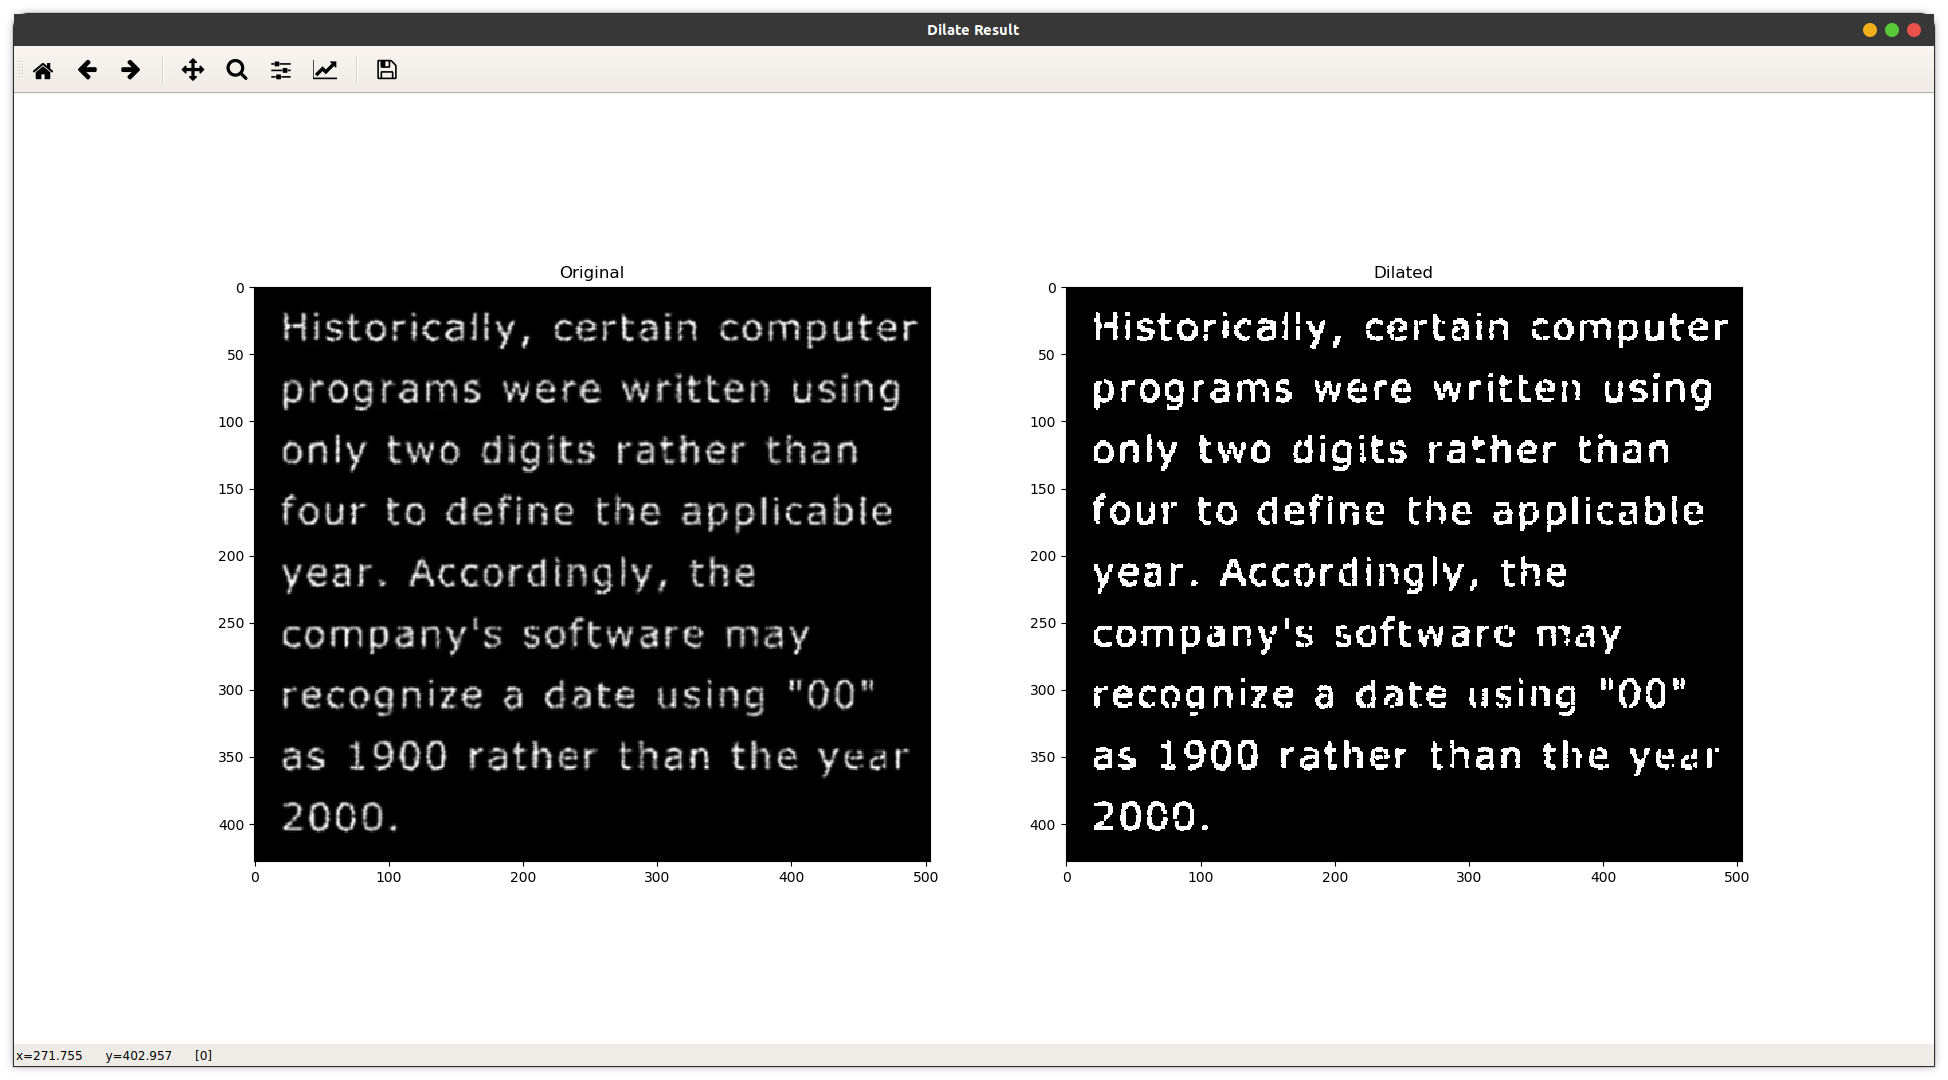 Dilate Result
Original
0
50
100
150
200
250
300
350
400
Historically, certain computer
programs were written using
only two digits rather than
four to define the applicable
year. Accordingly, the
company's software may
recognize a date using "00"
as 1900 rather than the year
2000.
0 100 200 300 400 500
Dilated
0
50
100
150
200
250
300
350
400
Historically, certain computer
programs were written using
only two digits rather than
four to define the applicable
year. Accordingly, the
company's software may
recognize a date using "00"
as 1900 rather than the year
2000.
0 100 200 300 400 500
x=271.755 y=402.957 [0]